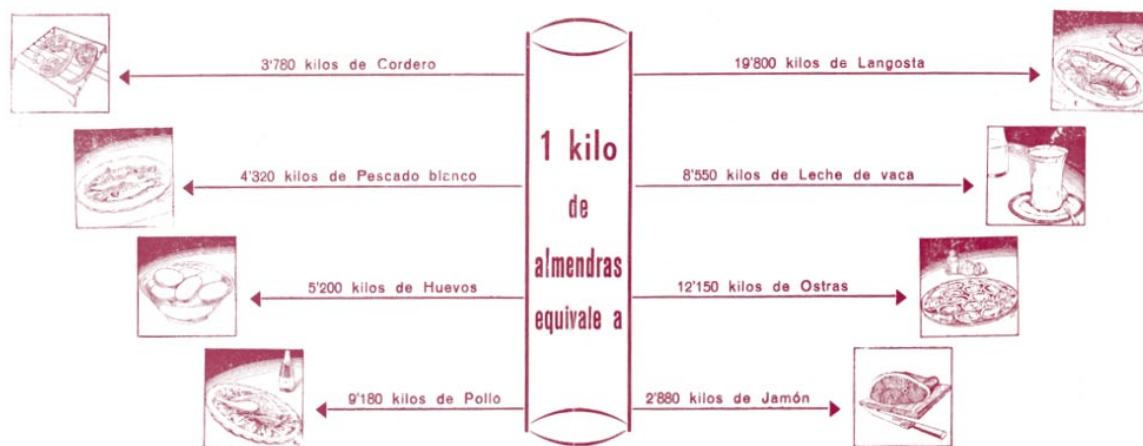 3'780 kilos de Cordero
4'320 kilos de Pescado blanco
5'200 kilos de Huevos
9'180 kilos de Pollo
1 kilo
de
almendras
equivale a
19'800 kilos de Langosta
8'550 kilos de Leche de vaca
12'150 kilos de Ostras
2'880 kilos de Jamón